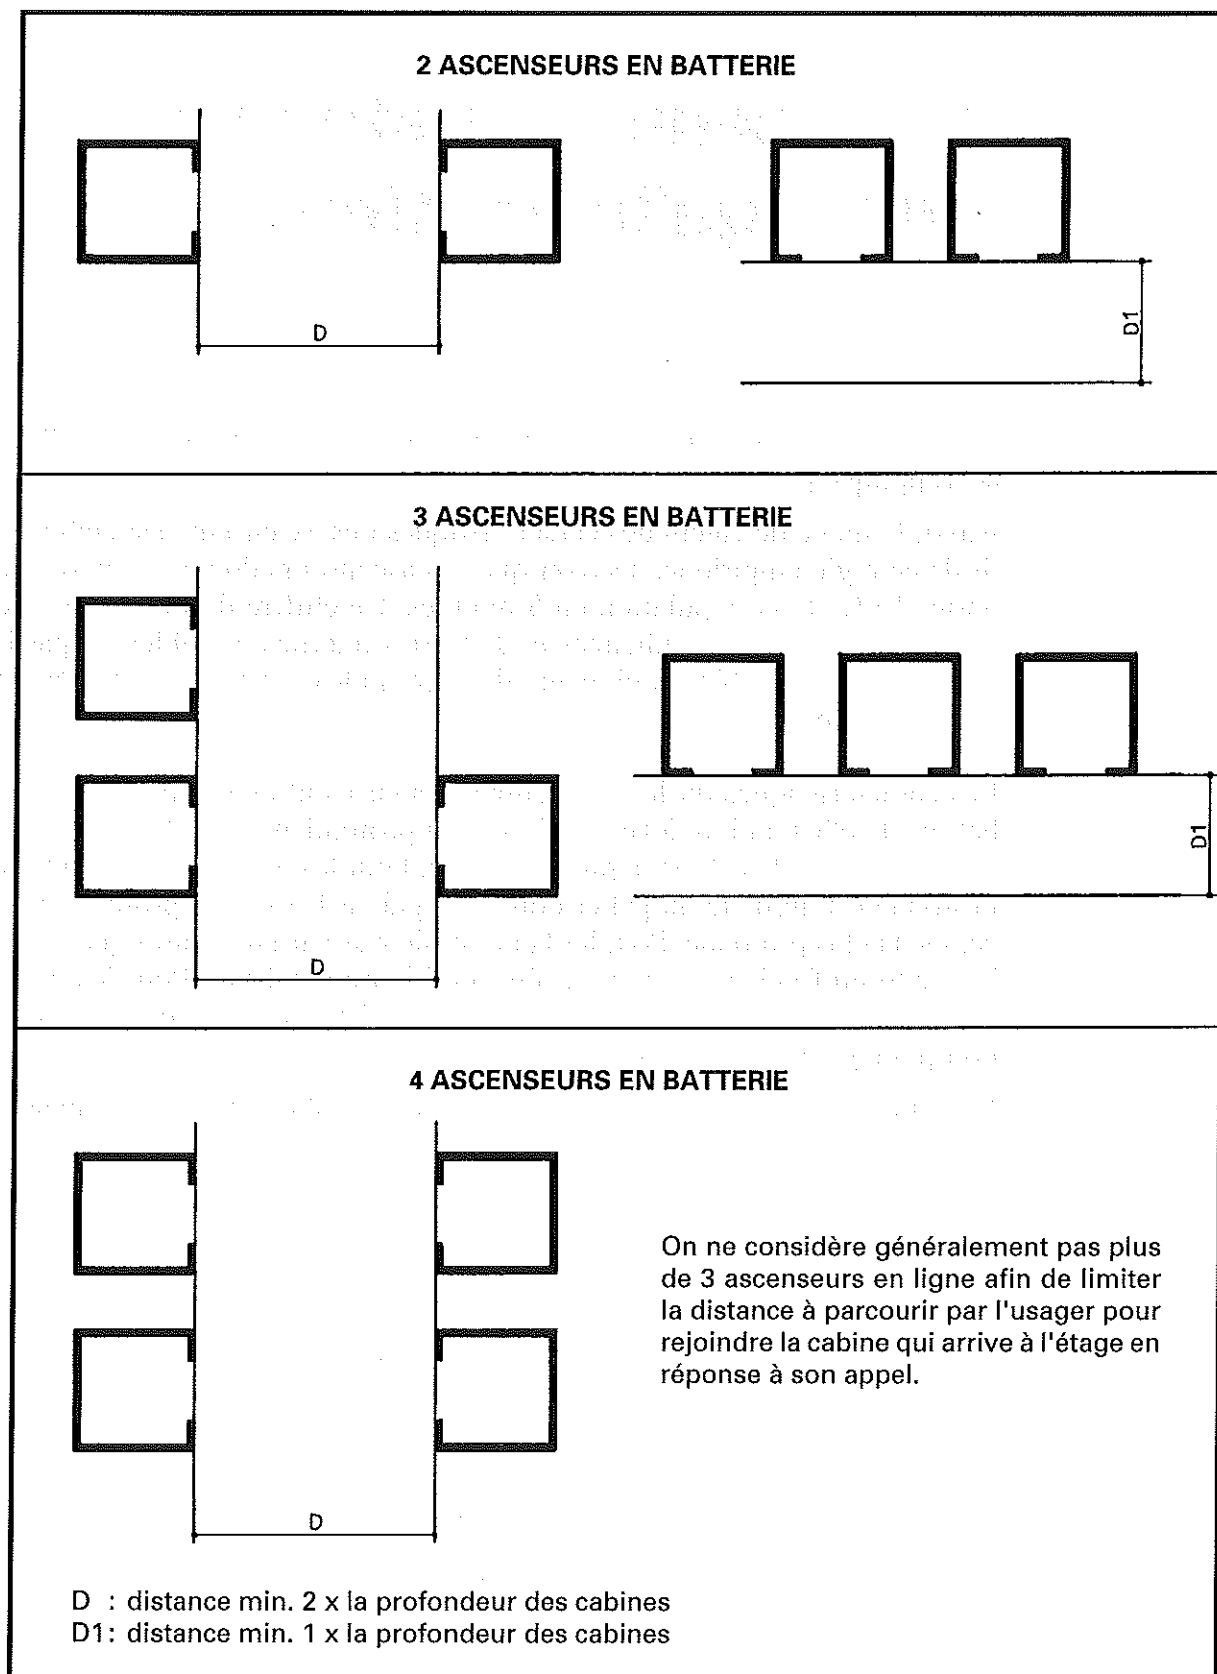 2 ASCENSEURS EN BATTERIE
D
D1
3 ASCENSEURS EN BATTERIE
D
D1
4 ASCENSEURS EN BATTERIE
On ne considère généralement pas plus
de 3 ascenseurs en ligne afin de limiter
la distance à parcourir par l'usager pour
rejoindre la cabine qui arrive à l'étage en
réponse à son appel.
D
D : distance min. 2 x la profondeur des cabines
D1: distance min. 1 x la profondeur des cabines